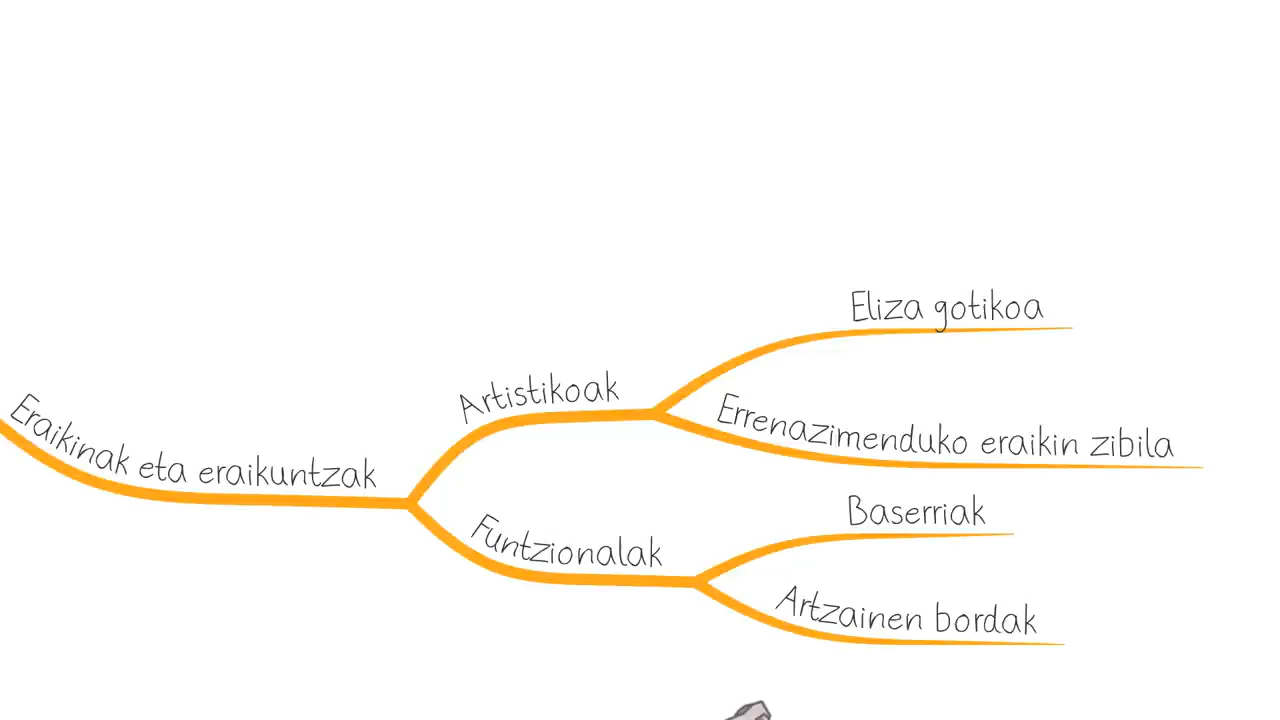 Eraikinak eta eraikuntzak
Artistikoak
Eliza gotikoa
Errenazimenduko eraikin zibila
Funtzionalak
Baserriak
Artzainen bordak